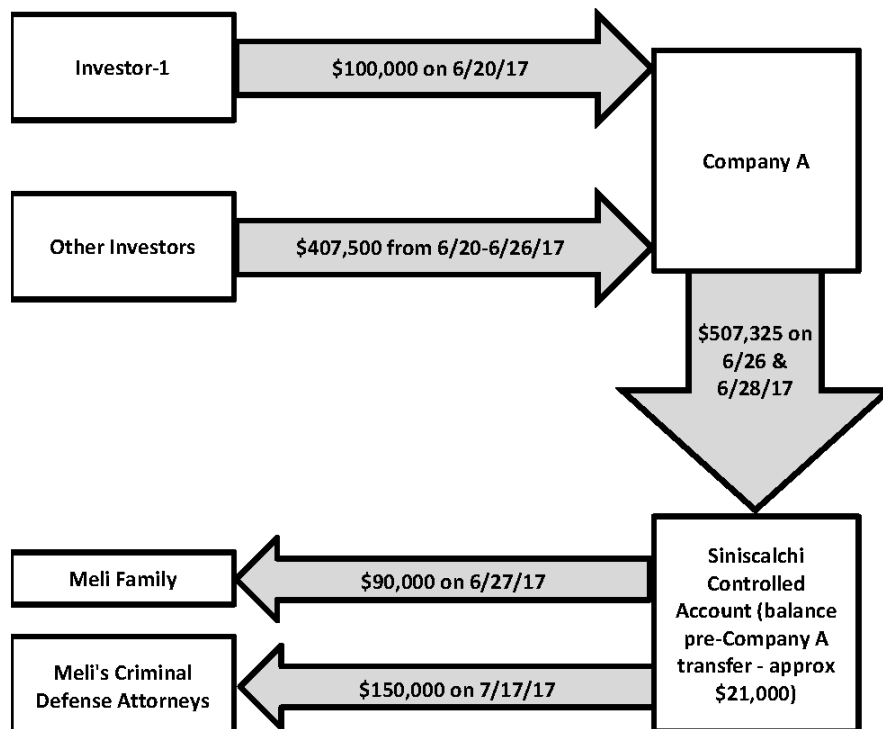 Investor-1
$100,000 on 6/20/17
Company A
Other Investors
$407,500 from 6/20-6/26/17
$507,325 on
6/26 &
6/28/17
Meli Family
$90,000 on 6/27/17
Siniscalchi
Controlled
Account (balance
pre-Company A
transfer - approx
$21,000)
Meli's Criminal
Defense Attorneys
$150,000 on 7/17/17